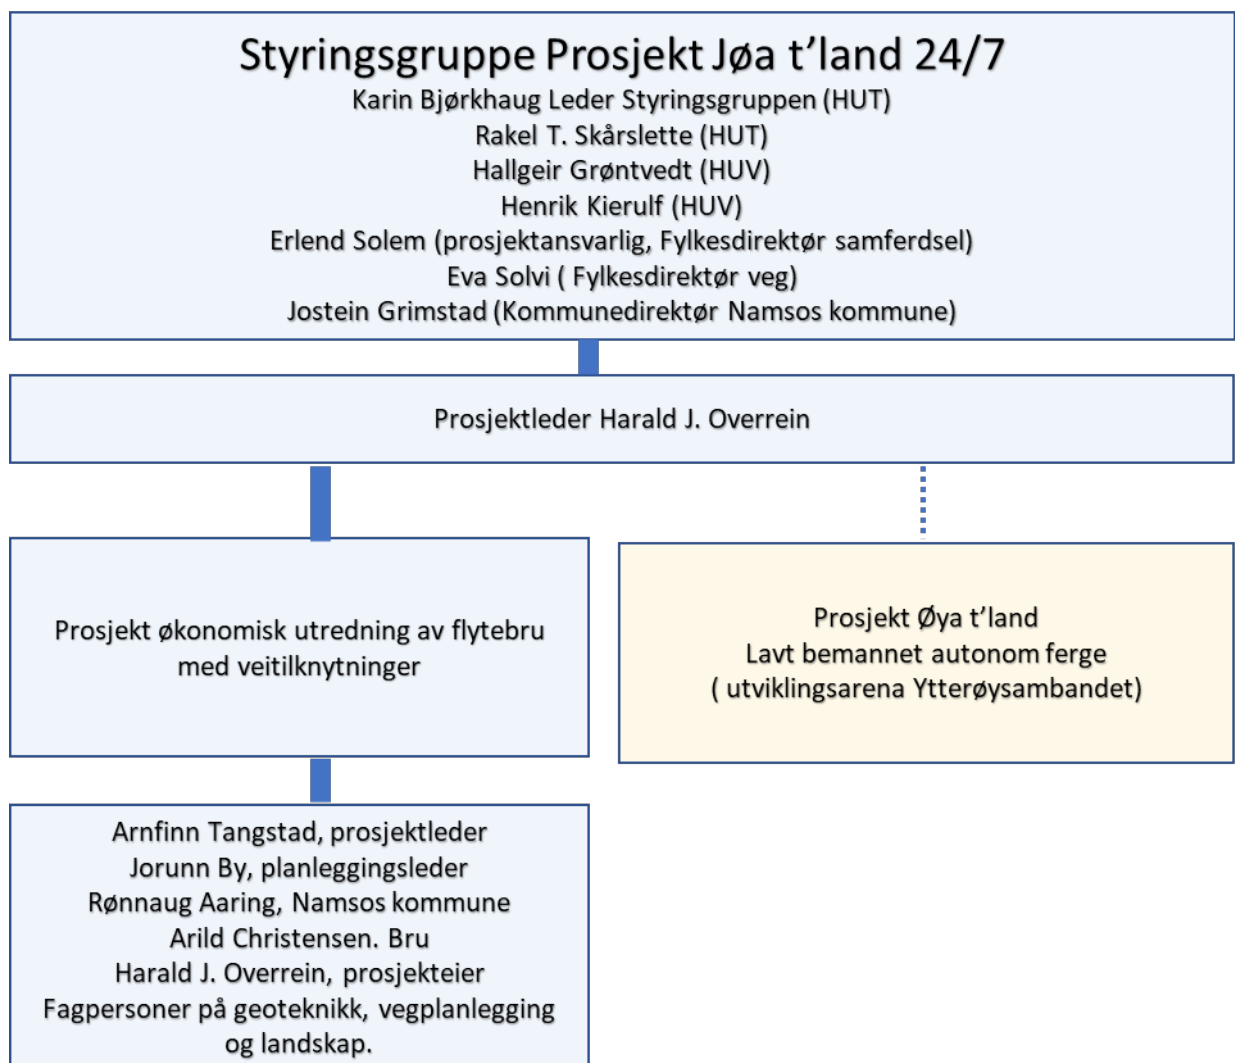 Styringsgruppe Prosjekt Jøa t’land 24/7
Karin Bjørkhaug Leder Styringsgruppen (HUT)
Rakel T. Skårslette (HUT)
Hallgeir Grøntvedt (HUV)
Henrik Kierulf (HUV)
Erlend Solem (prosjektansvarlig, Fylkesdirektør samferdsel)
Eva Solvi ( Fylkesdirektør veg)
Jostein Grimstad (Kommunedirektør Namsos kommune)
Prosjektleder Harald J. Overrein
Prosjekt økonomisk utredning av flytebru
med veitilknytninger
Prosjekt Øya t’land
Lavt bemannet autonom ferge
( utviklingsarena Ytterøysambandet)
Arnfinn Tangstad, prosjektleder
Jorunn By, planleggingsleder
Rønnaug Aaring, Namsos kommune
Arild Christensen. Bru
Harald J. Overrein, prosjekteier
Fagpersoner på geoteknikk, vegplanlegging
og landskap.